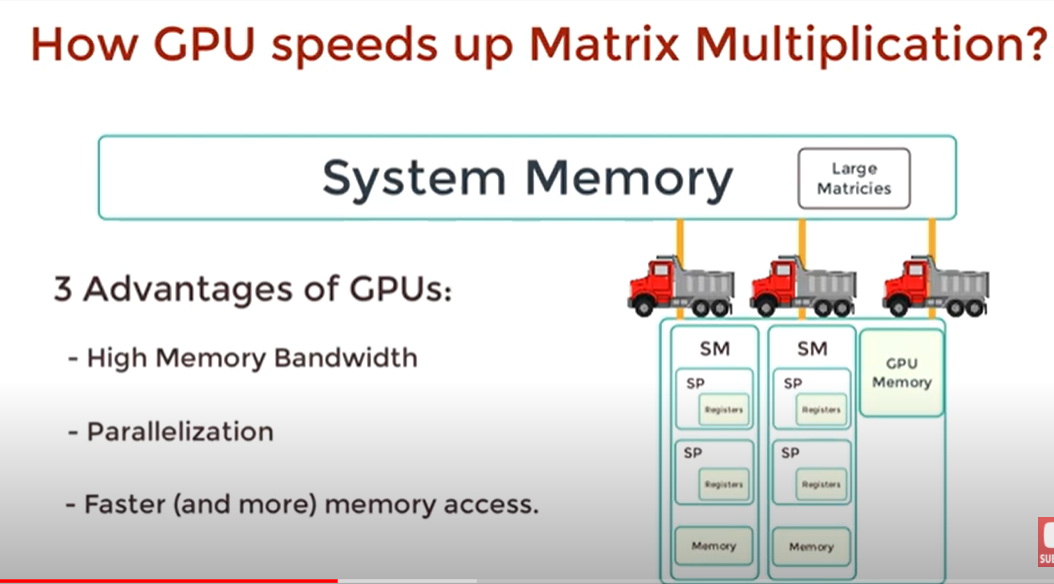 How GPU speeds up Matrix Multiplication?
System Memory
Large
Matricies
3 Advantages of GPUs:
- High Memory Bandwidth
- Parallelization
- Faster (and more) memory access.
SM
SP
Registers
SP
Registers
Memory
SM
SP
Registers
SP
Registers
Memory
GPU
Memory